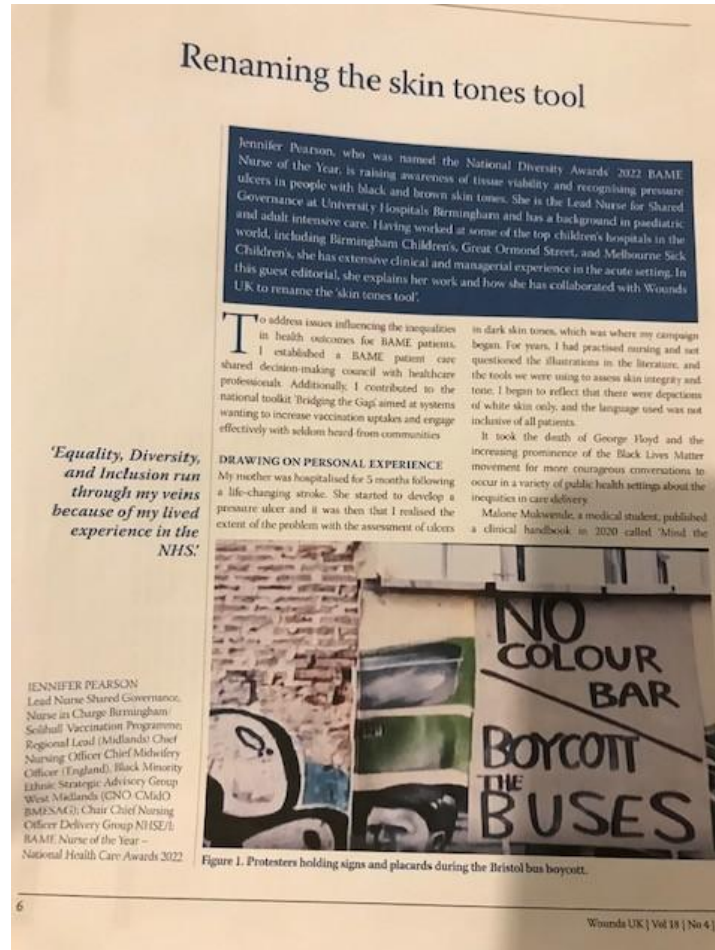 Renaming the skin tones tool
Jennifer Pearson, who was named the National Diversity Awards' 2022 BAME
Nurse of the Year, is raising awareness of tissue viability and recognising pressure
ulcers in people with black and brown skin tones. She is the Lead Nurse for Shared
Governance at University Hospitals Birmingham and has a background in paediatric
and adult intensive care. Having worked at some of the top children's hospitals in the
world, including Birmingham Children's, Great Ormond Street, and Melbourne Sick
Children's, she has extensive clinical and managerial experience in the acute setting. In
this guest editorial, she explains her work and how she has collaborated with Wounds
UK to rename the 'skin tones tool'.
To address issues influencing the inequalities
in health outcomes for BAME patients,
I established a BAME patient care
shared decision-making council with healthcare
professionals. Additionally, I contributed to the
national toolkit 'Bridging the Gap' aimed at systems
wanting to increase vaccination uptakes and engage
effectively with seldom heard-from communities
DRAWING ON PERSONAL EXPERIENCE
My mother was hospitalised for 5 months following
a life-changing stroke. She started to develop a
pressure ulcer and it was then that I realised the
extent of the problem with the assessment of ulcers
in dark skin tones, which was where my campaign
began. For years, I had practised nursing and not
questioned the illustrations in the literature, and
the tools we were using to assess skin integrity and
tone. I began to reflect that there were depictions
of white skin only, and the language used was not
inclusive of all patients.
It took the death of George Floyd and the
increasing prominence of the Black Lives Matter
movement for more courageous conversations to
occur in a variety of public health settings about the
inequities in care delivery.
Malone Mukwende, a medical student, published
a clinical handbook in 2020 called 'Mind the
'Equality, Diversity,
and Inclusion run
through my veins
because of my lived
experience in the
NHS.'
NO
COLOUR
BAR
BOYCOTT
THE
BUSES
JENNIFER PEARSON
Lead Nurse Shared Governance,
Nurse in Charge Birmingham/
Solihull Vaccination Programme;
Regional Lead (Midlands) Chief
Nursing Officer Chief Midwifery
Officer (England), Black Minority
Ethnic Strategic Advisory Group
West Midlands (CNO CMidO
BMESAG); Chair Chief Nursing
Officer Delivery Group NHSE/I;
BAME Nurse of the Year –
National Health Care Awards 2022
Figure 1. Protesters holding signs and placards during the Bristol bus boycott.
6
Wounds UK | Vol 18 | No 4 |